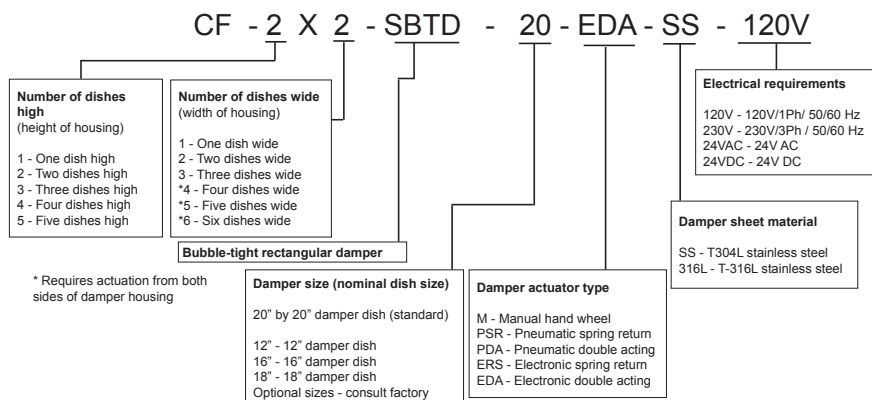 CF - 2 X 2 - SBTD - 20 - EDA - SS - 120V
Number of dishes
high
(height of housing)
1 - One dish high
2 - Two dishes high
3 - Three dishes high
4 - Four dishes high
5 - Five dishes high
Number of dishes wide
(width of housing)
1 - One dish wide
2 - Two dishes wide
3 - Three dishes wide
*4 - Four dishes wide
*5 - Five dishes wide
*6 - Six dishes wide
Bubble-tight rectangular damper
* Requires actuation from both
sides of damper housing
Damper size (nominal dish size)
20” by 20” damper dish (standard)
12” - 12” damper dish
16” - 16” damper dish
18” - 18” damper dish
Optional sizes - consult factory
Damper actuator type
M - Manual hand wheel
PSR - Pneumatic spring return
PDA - Pneumatic double acting
ERS - Electronic spring return
EDA - Electronic double acting
Damper sheet material
SS - T304L stainless steel
316L - T-316L stainless steel
Electrical requirements
120V - 120V/1Ph/ 50/60 Hz
230V - 230V/3Ph / 50/60 Hz
24VAC - 24V AC
24VDC - 24V DC